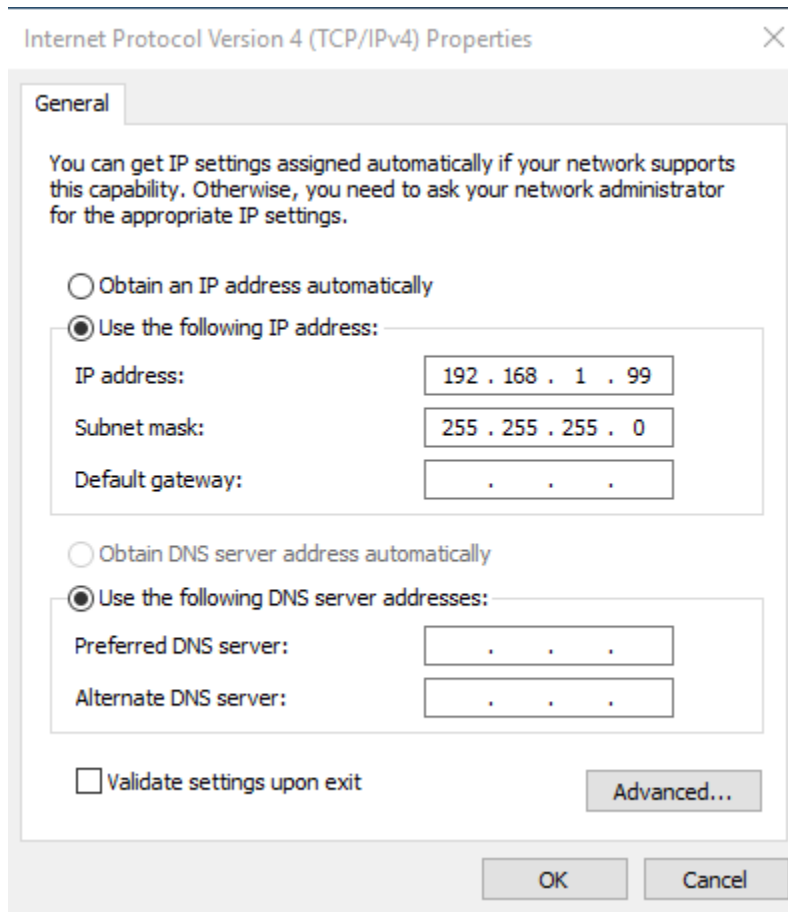 Internet Protocol Version 4 (TCP/IPv4) Properties
General
You can get IP settings assigned automatically if your network supports
this capability. Otherwise, you need to ask your network administrator
for the appropriate IP settings.
Obtain an IP address automatically
Use the following IP address:
IP address: 192 . 168 . 1 . 99
Subnet mask: 255 . 255 . 255 . 0
Default gateway: . . .
Obtain DNS server address automatically
Use the following DNS server addresses:
Preferred DNS server: . . .
Alternate DNS server: . . .
Validate settings upon exit
Advanced...
OK Cancel